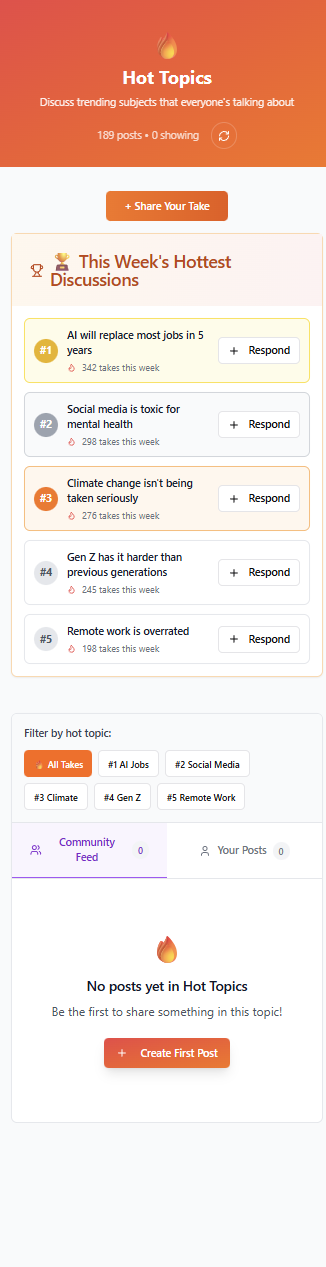 Hot Topics
Discuss trending subjects that everyone's talking about
189 posts • 0 showing
+ Share Your Take
This Week's Hottest
Discussions
#1
AI will replace most jobs in 5
years
342 takes this week
+ Respond
#2
Social media is toxic for
mental health
298 takes this week
+ Respond
#3
Climate change isn't being
taken seriously
276 takes this week
+ Respond
#4
Gen Z has it harder than
previous generations
245 takes this week
+ Respond
#5
Remote work is overrated
198 takes this week
+ Respond
Filter by hot topic:
All Takes
#1 AI Jobs
#2 Social Media
#3 Climate
#4 Gen Z
#5 Remote Work
Community
Feed
0
Your Posts
0
No posts yet in Hot Topics
Be the first to share something in this topic!
+ Create First Post